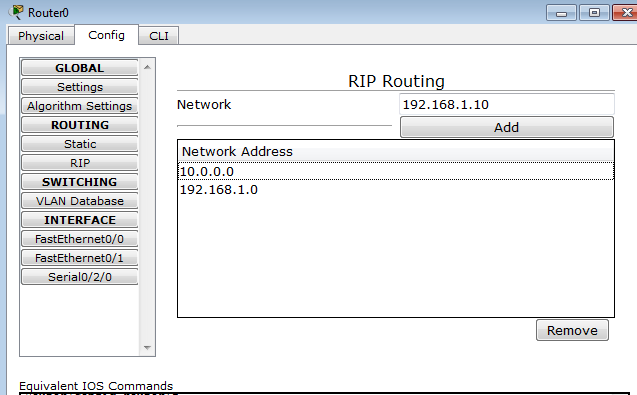 Router0
Physical
Config
CLI
GLOBAL
Settings
Algorithm Settings
ROUTING
Static
RIP
SWITCHING
VLAN Database
INTERFACE
FastEthernet0/0
FastEthernet0/1
Serial0/2/0
RIP Routing
Network
192.168.1.10
Add
Network Address
10.0.0.0
192.168.1.0
Remove
Equivalent IOS Commands